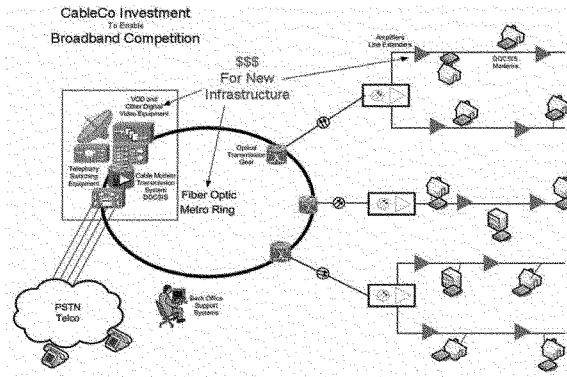 CableCo Investment
To Enable
Broadband Competition
$$$
For New
Infrastructure
Amplifiers
Line Extenders
DOCSIS
Modems
VOD and
Other Digital
Video Equipment
Telephony
Switching
Equipment
Cable Modem
Transmission
System
DOCSIS
Optical
Transmission
Gear
Fiber Optic
Metro Ring
PSTN
Telco
Back Office
Support
Systems